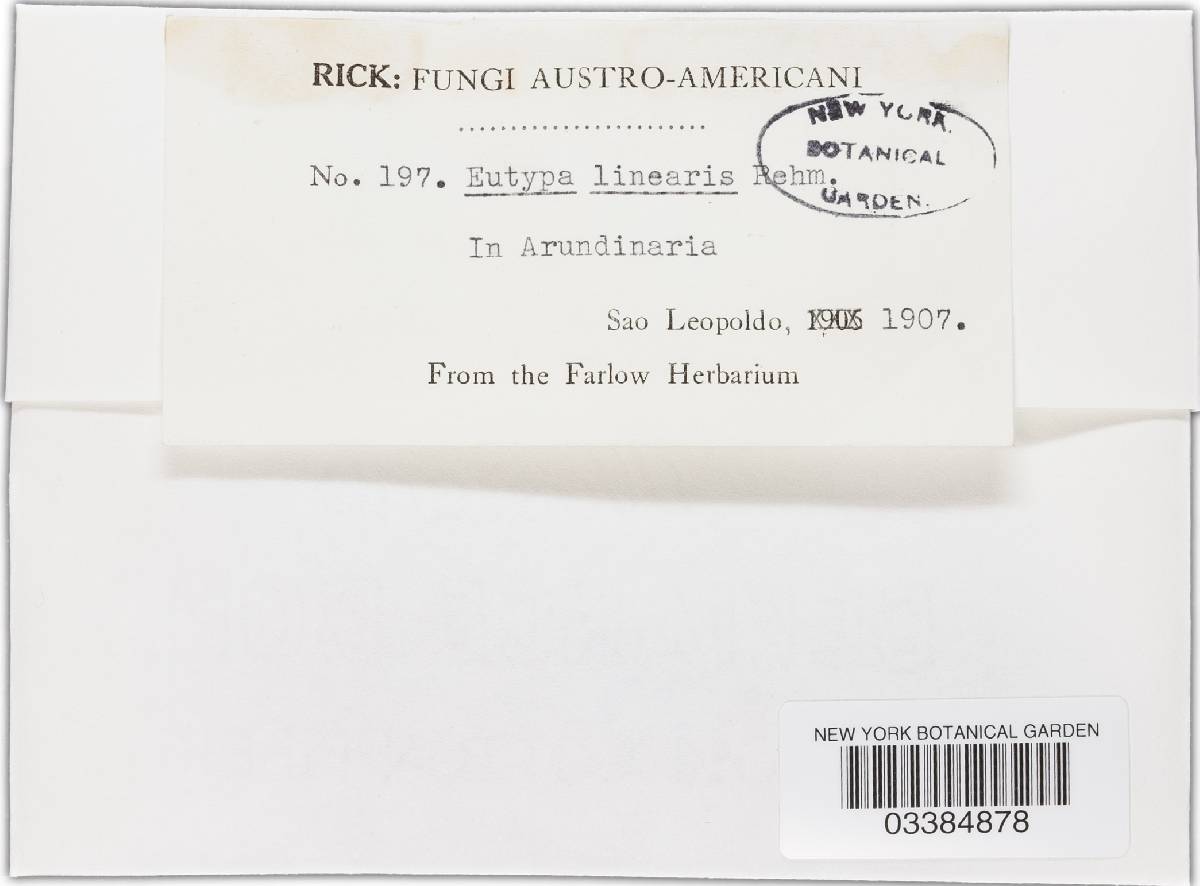 RICK: FUNGI AUSTRO-AMERICANI
........................
NEW YORK
BOTANICAL
GARDEN.
No. 197. Eutypa linearis Rehm.
In Arundinaria
Sao Leopoldo, 1906 1907.
From the Farlow Herbarium
NEW YORK BOTANICAL GARDEN
03384878